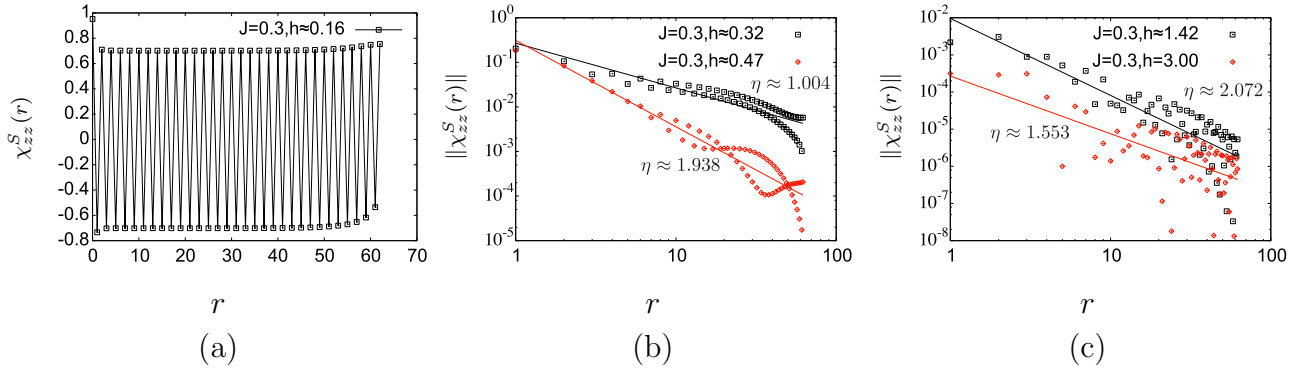 J=0.3,h≈0.16
χ^S_zz(r)
1
0.8
0.6
0.4
0.2
0
-0.2
-0.4
-0.6
-0.8
0 10 20 30 40 50 60 70
r
(a)
J=0.3,h≈0.32
J=0.3,h≈0.47
||χ^S_zz(r)||
10^0
10^-1
10^-2
10^-3
10^-4
10^-5
η ≈ 1.004
η ≈ 1.938
1 10 100
r
(b)
J=0.3,h≈1.42
J=0.3,h=3.00
||χ^S_zz(r)||
10^-2
10^-3
10^-4
10^-5
10^-6
10^-7
10^-8
η ≈ 2.072
η ≈ 1.553
1 10 100
r
(c)